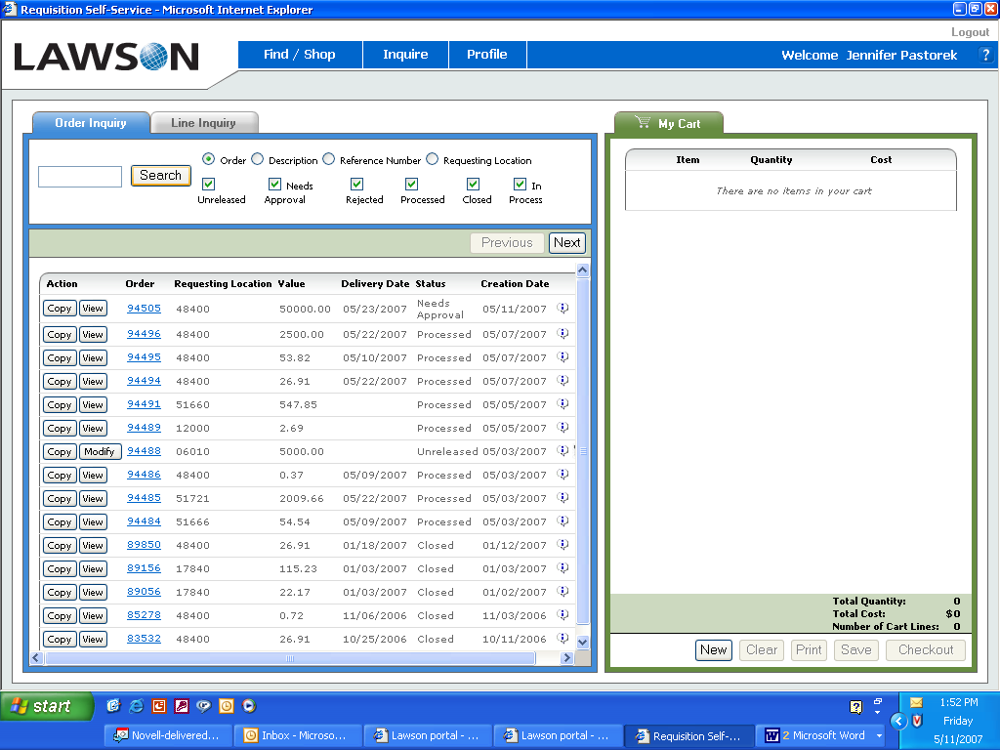 Requisition Self-Service - Microsoft Internet Explorer
Logout
LAWSON
Find / Shop Inquire Profile Welcome Jennifer Pastorek ?
Order Inquiry Line Inquiry
My Cart
Search
Order Description Reference Number Requesting Location
Unreleased Needs Approval Rejected Processed Closed In Process
Previous Next
Action Order Requesting Location Value Delivery Date Status Creation Date
Copy View 94505 48400 50000.00 05/23/2007 Needs Approval 05/11/2007
Copy View 94496 48400 2500.00 05/22/2007 Processed 05/07/2007
Copy View 94495 48400 53.82 05/10/2007 Processed 05/07/2007
Copy View 94494 48400 26.91 05/22/2007 Processed 05/07/2007
Copy View 94491 51660 547.85 Processed 05/05/2007
Copy View 94489 12000 2.69 Processed 05/05/2007
Copy Modify 94488 06010 5000.00 Unreleased 05/03/2007
Copy View 94486 48400 0.37 05/09/2007 Processed 05/03/2007
Copy View 94485 51721 2009.66 05/22/2007 Processed 05/03/2007
Copy View 94484 51666 54.54 05/09/2007 Processed 05/03/2007
Copy View 89850 48400 26.91 01/18/2007 Closed 01/12/2007
Copy View 89156 17840 115.23 01/03/2007 Closed 01/03/2007
Copy View 89056 17840 22.17 01/03/2007 Closed 01/02/2007
Copy View 85278 48400 0.72 11/06/2006 Closed 11/03/2006
Copy View 83532 48400 26.91 10/25/2006 Closed 10/11/2006
Item Quantity Cost
There are no items in your cart
Total Quantity: 0
Total Cost: $0
Number of Cart Lines: 0
New Clear Print Save Checkout
start
1:52 PM
Friday
5/11/2007
Novell-delivered... Inbox - Microso... Lawson portal - ... Lawson portal - ... Requisition Self-... 2 Microsoft Word